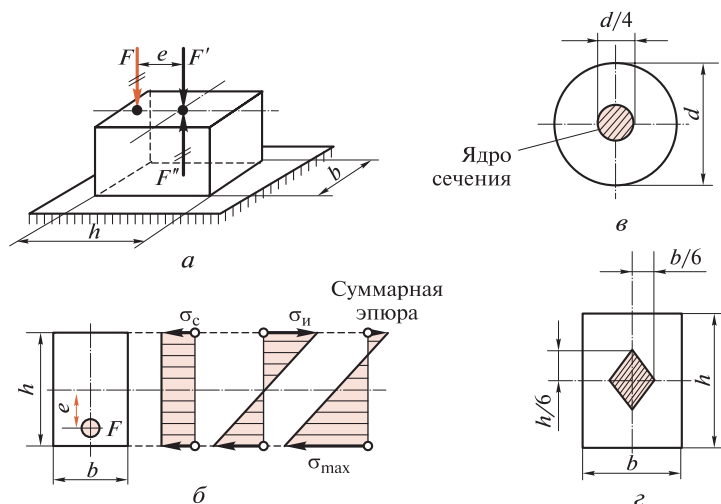 F
e
F′
F″
b
h
а
d/4
d
Ядро
сечения
в
Суммарная
эпюра
σс
σи
h
e
F
b
σmax
б
b/6
h/6
h
b
г